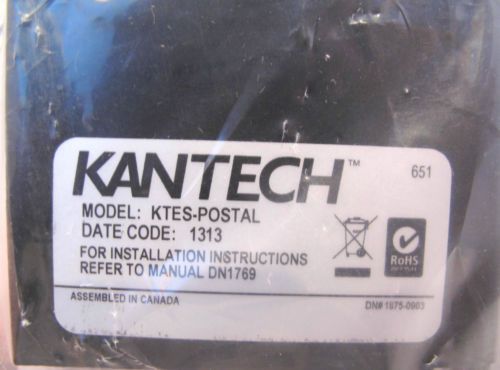 KANTECH™
651
MODEL: KTES-POSTAL
DATE CODE: 1313
FOR INSTALLATION INSTRUCTIONS
REFER TO MANUAL DN1769
RoHS
ASSEMBLED IN CANADA
DN# 1875-0903